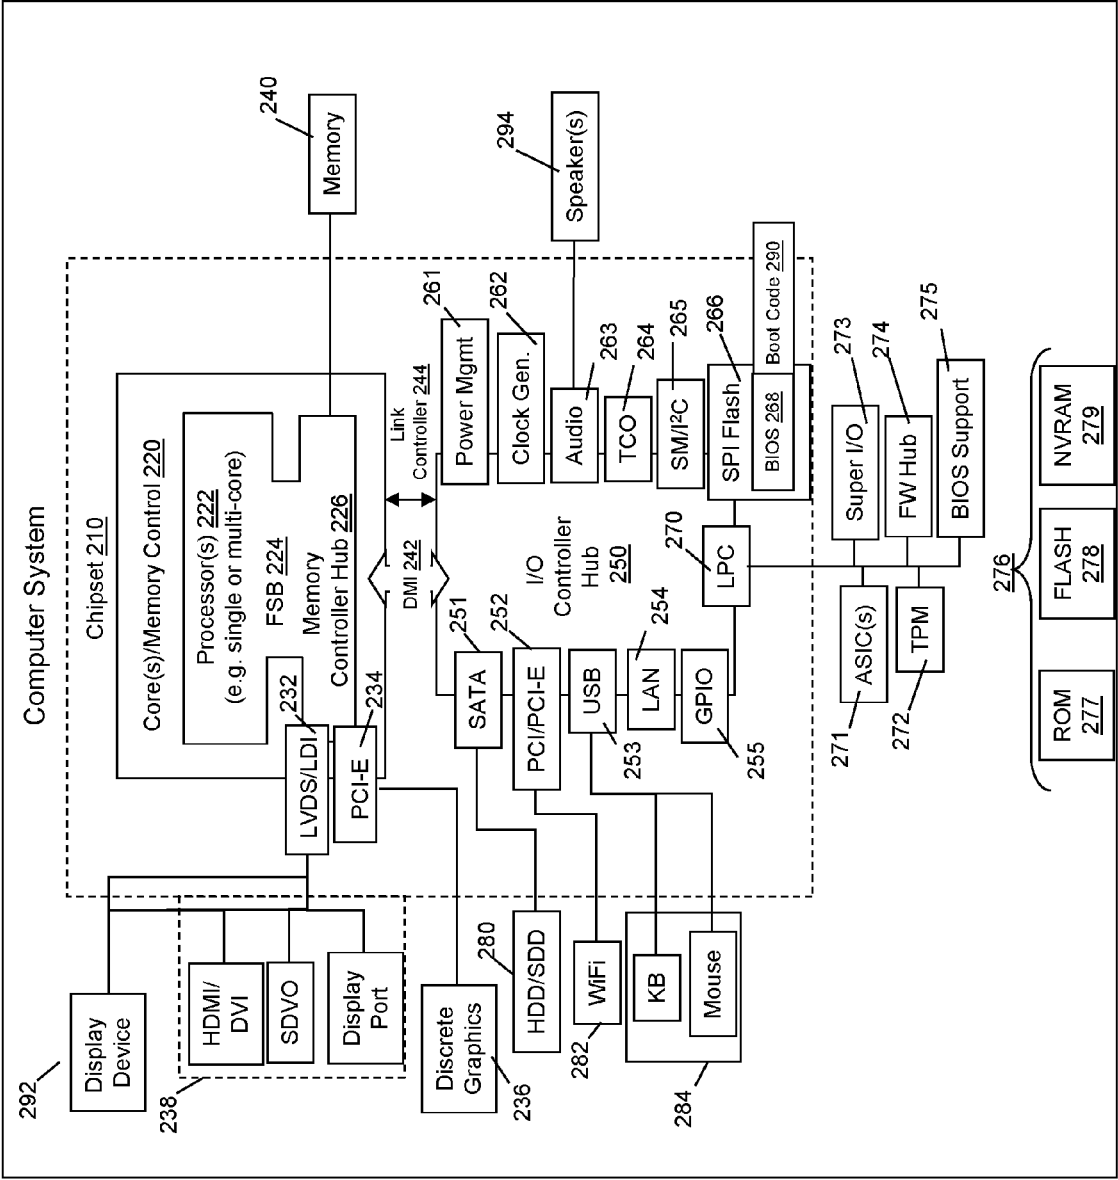 Computer System
Chipset 210
Core(s)/Memory Control 220
Processor(s) 222
(e.g. single or multi-core)
FSB 224
Memory
Controller Hub 226
232
LVDS/LDI
234
PCI-E
240
Memory
292
Display
Device
238
HDMI/
DVI
SDVO
Display
Port
Discrete
Graphics
236
DMI 242
Link
Controller 244
I/O
Controller
Hub 250
251
SATA
252
PCI/PCI-E
USB
253
254
LAN
GPIO
255
261
Power Mgmt
262
Clock Gen.
Audio
263
TCO
264
SM/I²C
265
SPI Flash
266
BIOS 268
Boot Code 290
294
Speaker(s)
280
HDD/SDD
WiFi
282
KB
Mouse
284
270
LPC
ASIC(s)
271
TPM
272
Super I/O
273
FW Hub
274
BIOS Support
275
276
ROM
277
FLASH
278
NVRAM
279